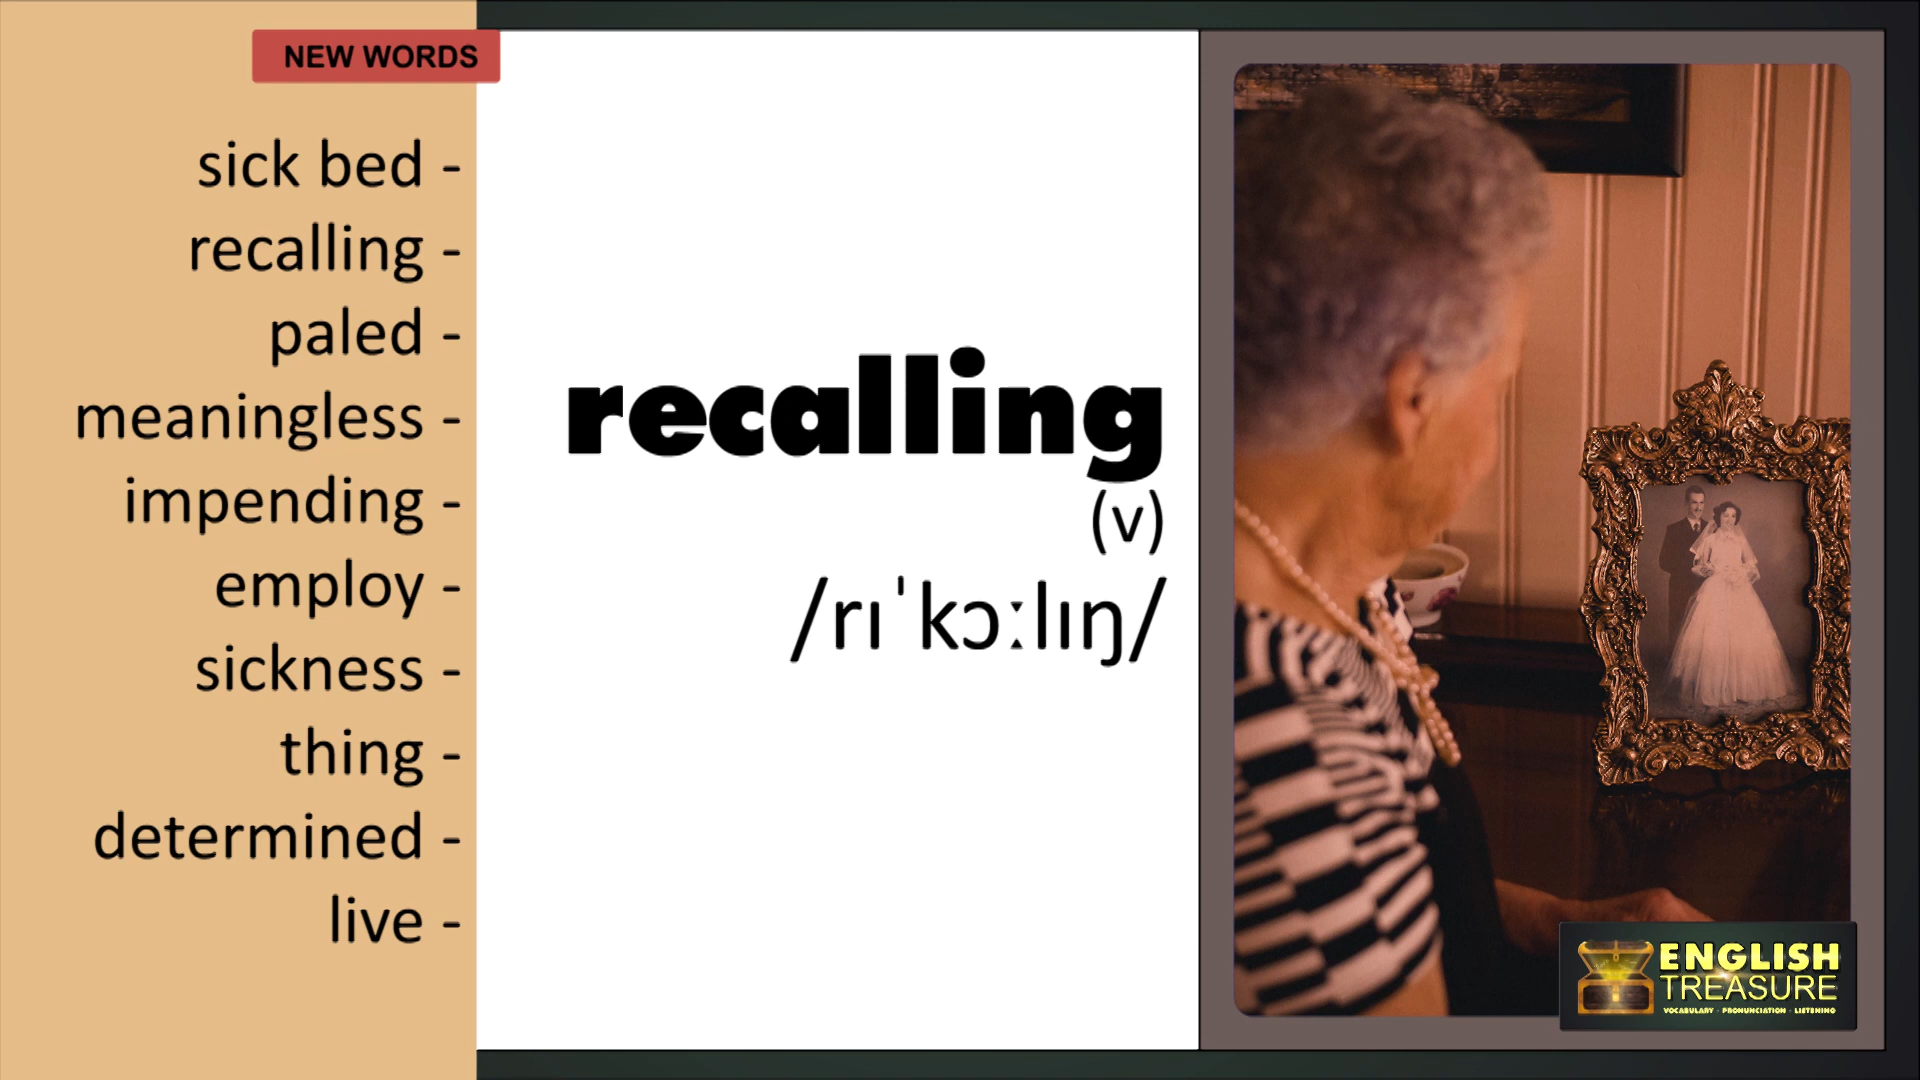 NEW WORDS
sick bed -
recalling -
paled -
meaningless -
impending -
employ -
sickness -
thing -
determined -
live -
recalling
(v)
/rɪˈkɔːlɪŋ/
ENGLISH
TREASURE
VOCABULARY - PRONUNCIATION - LISTENING